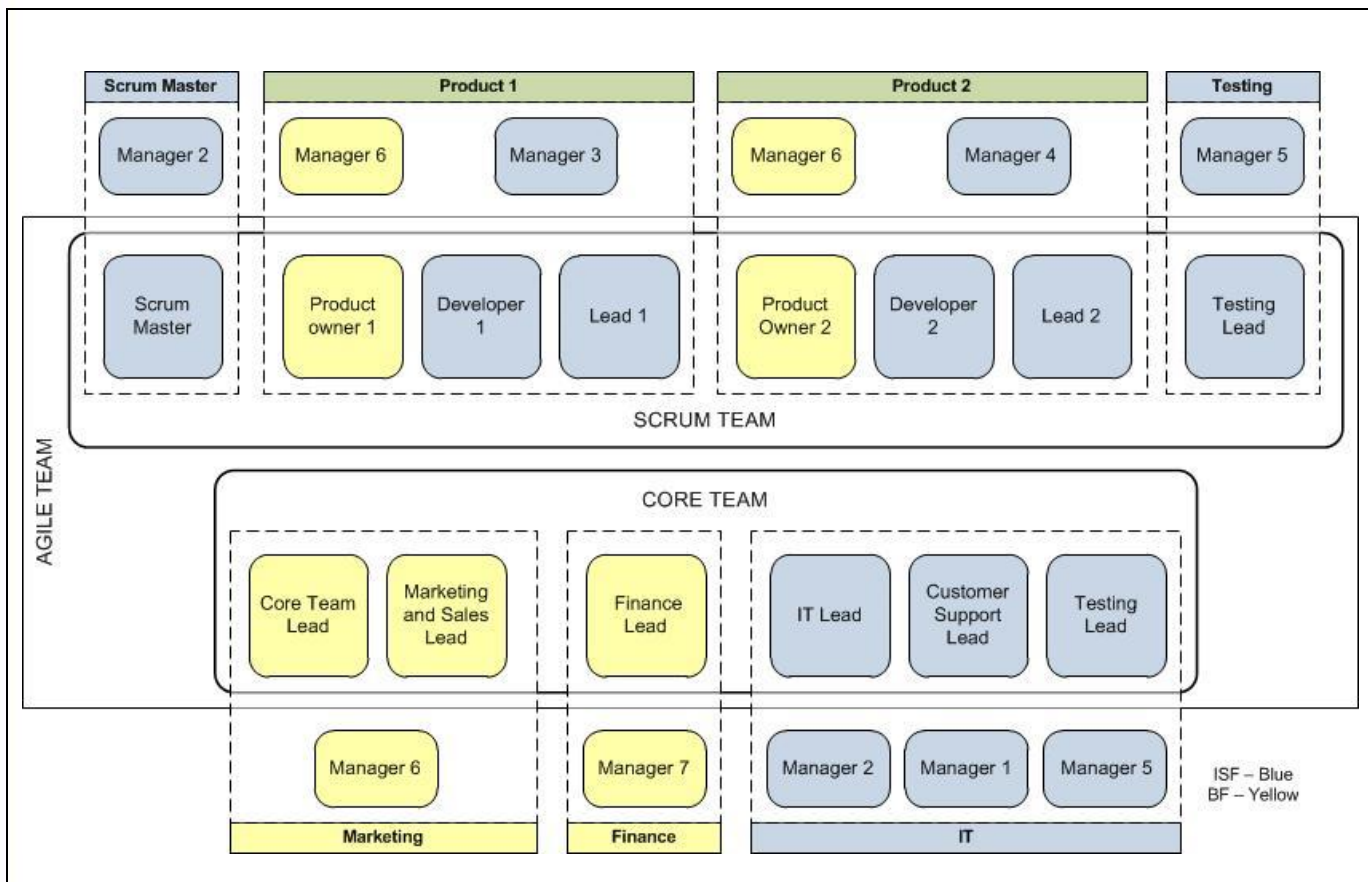 Scrum Master
Product 1
Product 2
Testing
Manager 2
Manager 6
Manager 3
Manager 6
Manager 4
Manager 5
Scrum
Master
Product
owner 1
Developer
1
Lead 1
Product
Owner 2
Developer
2
Lead 2
Testing
Lead
SCRUM TEAM
AGILE TEAM
CORE TEAM
Core Team
Lead
Marketing
and Sales
Lead
Finance
Lead
IT Lead
Customer
Support
Lead
Testing
Lead
Manager 6
Manager 7
Manager 2
Manager 1
Manager 5
ISF – Blue
BF – Yellow
Marketing
Finance
IT